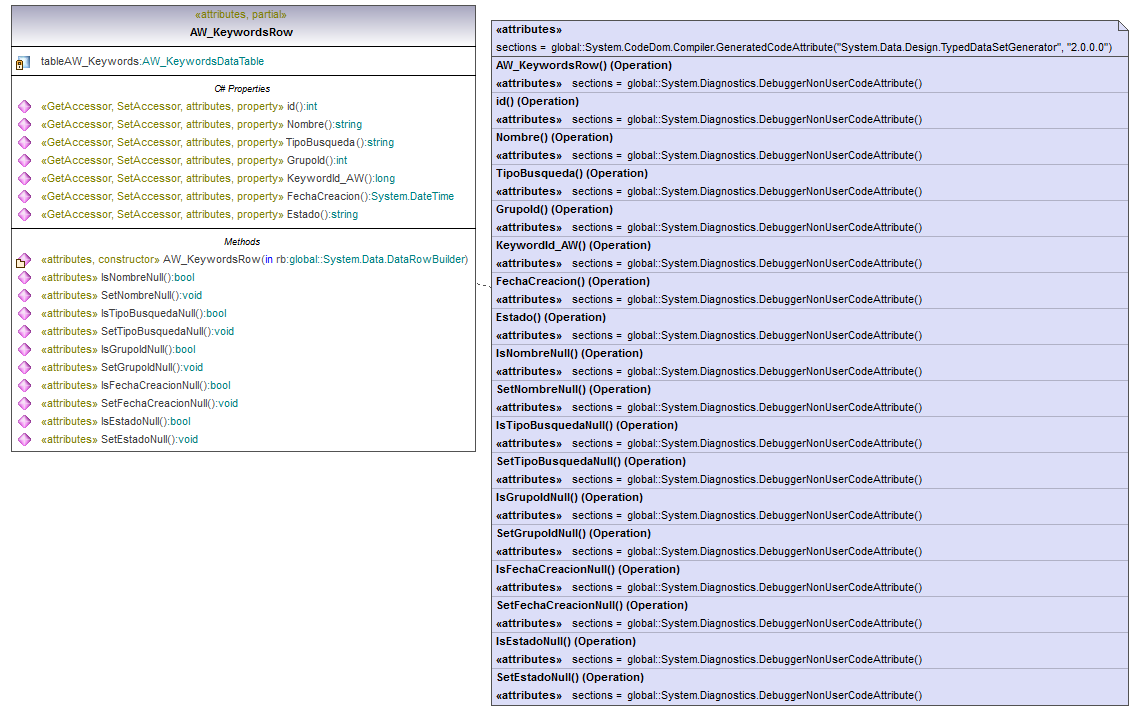 «attributes, partial»
AW_KeywordsRow
tableAW_Keywords:AW_KeywordsDataTable
C# Properties
«GetAccessor, SetAccessor, attributes, property» id():int
«GetAccessor, SetAccessor, attributes, property» Nombre():string
«GetAccessor, SetAccessor, attributes, property» TipoBusqueda():string
«GetAccessor, SetAccessor, attributes, property» GrupoId():int
«GetAccessor, SetAccessor, attributes, property» KeywordId_AW():long
«GetAccessor, SetAccessor, attributes, property» FechaCreacion():System.DateTime
«GetAccessor, SetAccessor, attributes, property» Estado():string
Methods
«attributes, constructor» AW_KeywordsRow(in rb:global::System.Data.DataRowBuilder)
«attributes» IsNombreNull():bool
«attributes» SetNombreNull():void
«attributes» IsTipoBusquedaNull():bool
«attributes» SetTipoBusquedaNull():void
«attributes» IsGrupoIdNull():bool
«attributes» SetGrupoIdNull():void
«attributes» IsFechaCreacionNull():bool
«attributes» SetFechaCreacionNull():void
«attributes» IsEstadoNull():bool
«attributes» SetEstadoNull():void
«attributes»
sections = global::System.CodeDom.Compiler.GeneratedCodeAttribute("System.Data.Design.TypedDataSetGenerator", "2.0.0.0")
AW_KeywordsRow() (Operation)
«attributes» sections = global::System.Diagnostics.DebuggerNonUserCodeAttribute()
id() (Operation)
«attributes» sections = global::System.Diagnostics.DebuggerNonUserCodeAttribute()
Nombre() (Operation)
«attributes» sections = global::System.Diagnostics.DebuggerNonUserCodeAttribute()
TipoBusqueda() (Operation)
«attributes» sections = global::System.Diagnostics.DebuggerNonUserCodeAttribute()
GrupoId() (Operation)
«attributes» sections = global::System.Diagnostics.DebuggerNonUserCodeAttribute()
KeywordId_AW() (Operation)
«attributes» sections = global::System.Diagnostics.DebuggerNonUserCodeAttribute()
FechaCreacion() (Operation)
«attributes» sections = global::System.Diagnostics.DebuggerNonUserCodeAttribute()
Estado() (Operation)
«attributes» sections = global::System.Diagnostics.DebuggerNonUserCodeAttribute()
IsNombreNull() (Operation)
«attributes» sections = global::System.Diagnostics.DebuggerNonUserCodeAttribute()
SetNombreNull() (Operation)
«attributes» sections = global::System.Diagnostics.DebuggerNonUserCodeAttribute()
IsTipoBusquedaNull() (Operation)
«attributes» sections = global::System.Diagnostics.DebuggerNonUserCodeAttribute()
SetTipoBusquedaNull() (Operation)
«attributes» sections = global::System.Diagnostics.DebuggerNonUserCodeAttribute()
IsGrupoIdNull() (Operation)
«attributes» sections = global::System.Diagnostics.DebuggerNonUserCodeAttribute()
SetGrupoIdNull() (Operation)
«attributes» sections = global::System.Diagnostics.DebuggerNonUserCodeAttribute()
IsFechaCreacionNull() (Operation)
«attributes» sections = global::System.Diagnostics.DebuggerNonUserCodeAttribute()
SetFechaCreacionNull() (Operation)
«attributes» sections = global::System.Diagnostics.DebuggerNonUserCodeAttribute()
IsEstadoNull() (Operation)
«attributes» sections = global::System.Diagnostics.DebuggerNonUserCodeAttribute()
SetEstadoNull() (Operation)
«attributes» sections = global::System.Diagnostics.DebuggerNonUserCodeAttribute()